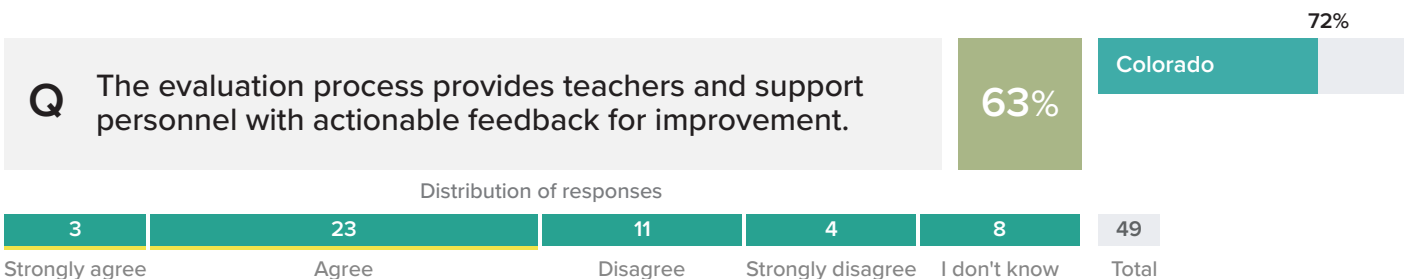 72%
Q The evaluation process provides teachers and support
personnel with actionable feedback for improvement.
63%
Colorado
Distribution of responses
3 23 11 4 8 49
Strongly agree Agree Disagree Strongly disagree I don't know Total